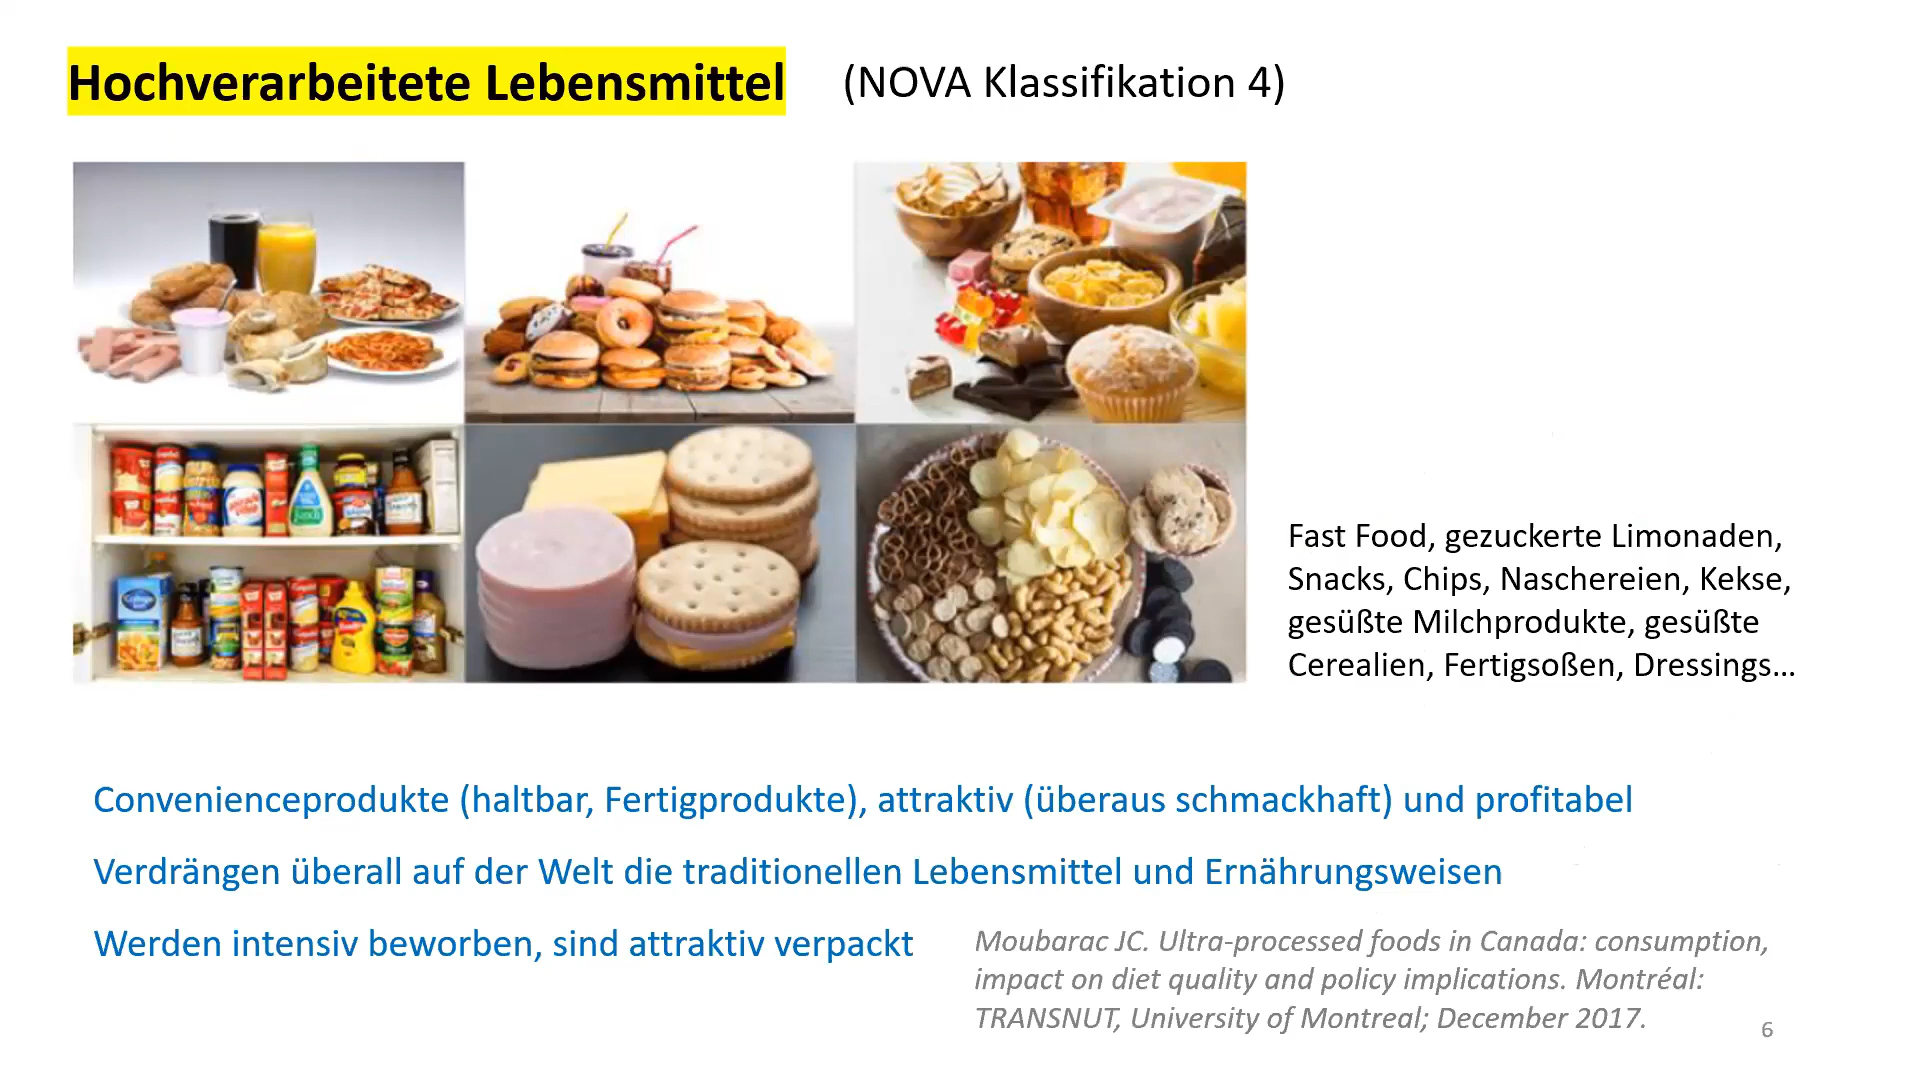 Hochverarbeitete Lebensmittel (NOVA Klassifikation 4)
Fast Food, gezuckerte Limonaden,
Snacks, Chips, Naschereien, Kekse,
gesüßte Milchprodukte, gesüßte
Cerealien, Fertigsoßen, Dressings...
Convenienceprodukte (haltbar, Fertigprodukte), attraktiv (überaus schmackhaft) und profitabel
Verdrängen überall auf der Welt die traditionellen Lebensmittel und Ernährungsweisen
Werden intensiv beworben, sind attraktiv verpackt
Moubarac JC. Ultra-processed foods in Canada: consumption,
impact on diet quality and policy implications. Montréal:
TRANSNUT, University of Montreal; December 2017.
6